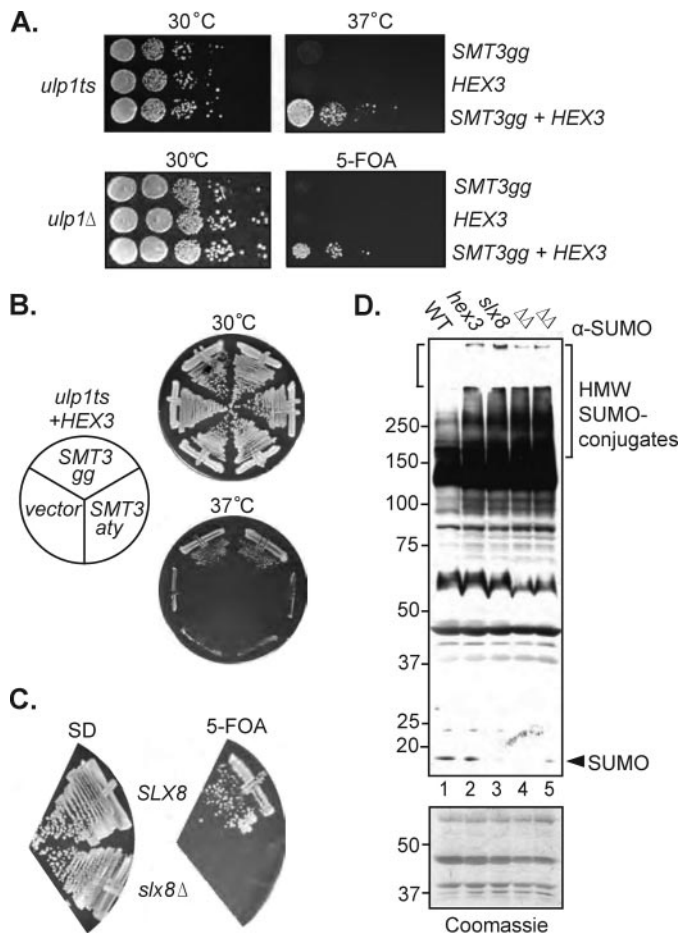 A.
30°C 37°C
ulp1ts
SMT3gg
HEX3
SMT3gg + HEX3
30°C 5-FOA
ulp1Δ
SMT3gg
HEX3
SMT3gg + HEX3
B.
30°C
ulp1ts
+HEX3
SMT3
gg
vector
SMT3
aty
37°C
C.
SD
5-FOA
SLX8
slx8Δ
D.
WT hex3 slx8 ΔΔ ΔΔ
α-SUMO
HMW
SUMO-
conjugates
250
150
100
75
50
37
25
20
SUMO
1 2 3 4 5
50
37
Coomassie